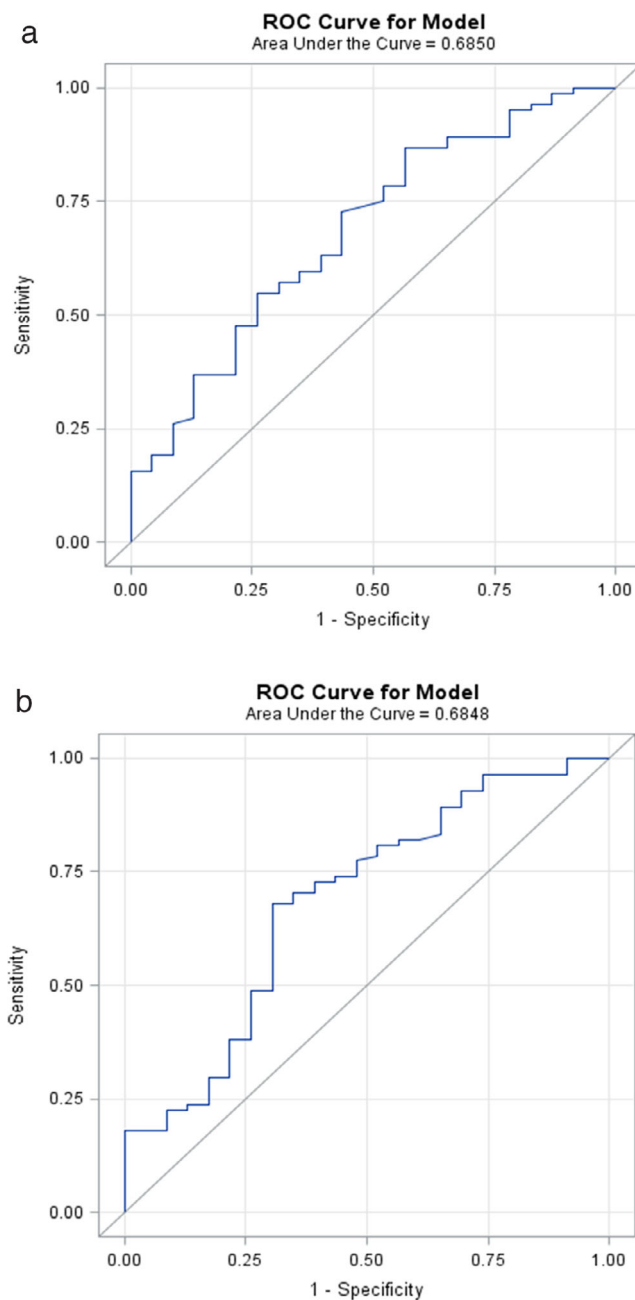 a
ROC Curve for Model
Area Under the Curve = 0.6850
1.00
0.75
0.50
0.25
0.00
Sensitivity
0.00 0.25 0.50 0.75 1.00
1 - Specificity
b
ROC Curve for Model
Area Under the Curve = 0.6848
1.00
0.75
0.50
0.25
0.00
Sensitivity
0.00 0.25 0.50 0.75 1.00
1 - Specificity